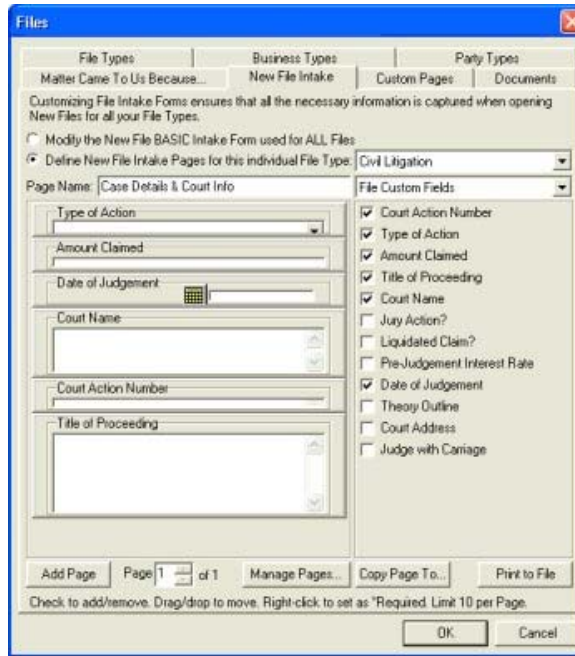 Files
File Types Business Types Party Types
Matter Came To Us Because... New File Intake Custom Pages Documents
Customizing File Intake Forms ensures that all the necessary information is captured when opening
New Files for all your File Types.
Modify the New File BASIC Intake Form used for ALL Files
Define New File Intake Pages for this individual File Type: Civil Litigation
Page Name: Case Details & Court Info File Custom Fields
Type of Action
Amount Claimed
Date of Judgement
Court Name
Court Action Number
Title of Proceeding
Court Action Number
Type of Action
Amount Claimed
Title of Proceeding
Court Name
Jury Action?
Liquidated Claim?
Pre-Judgement Interest Rate
Date of Judgement
Theory Outline
Court Address
Judge with Carriage
Add Page Page 1 of 1 Manage Pages... Copy Page To... Print to File
Check to add/remove. Drag/drop to move. Right-click to set as *Required. Limit 10 per Page.
OK Cancel